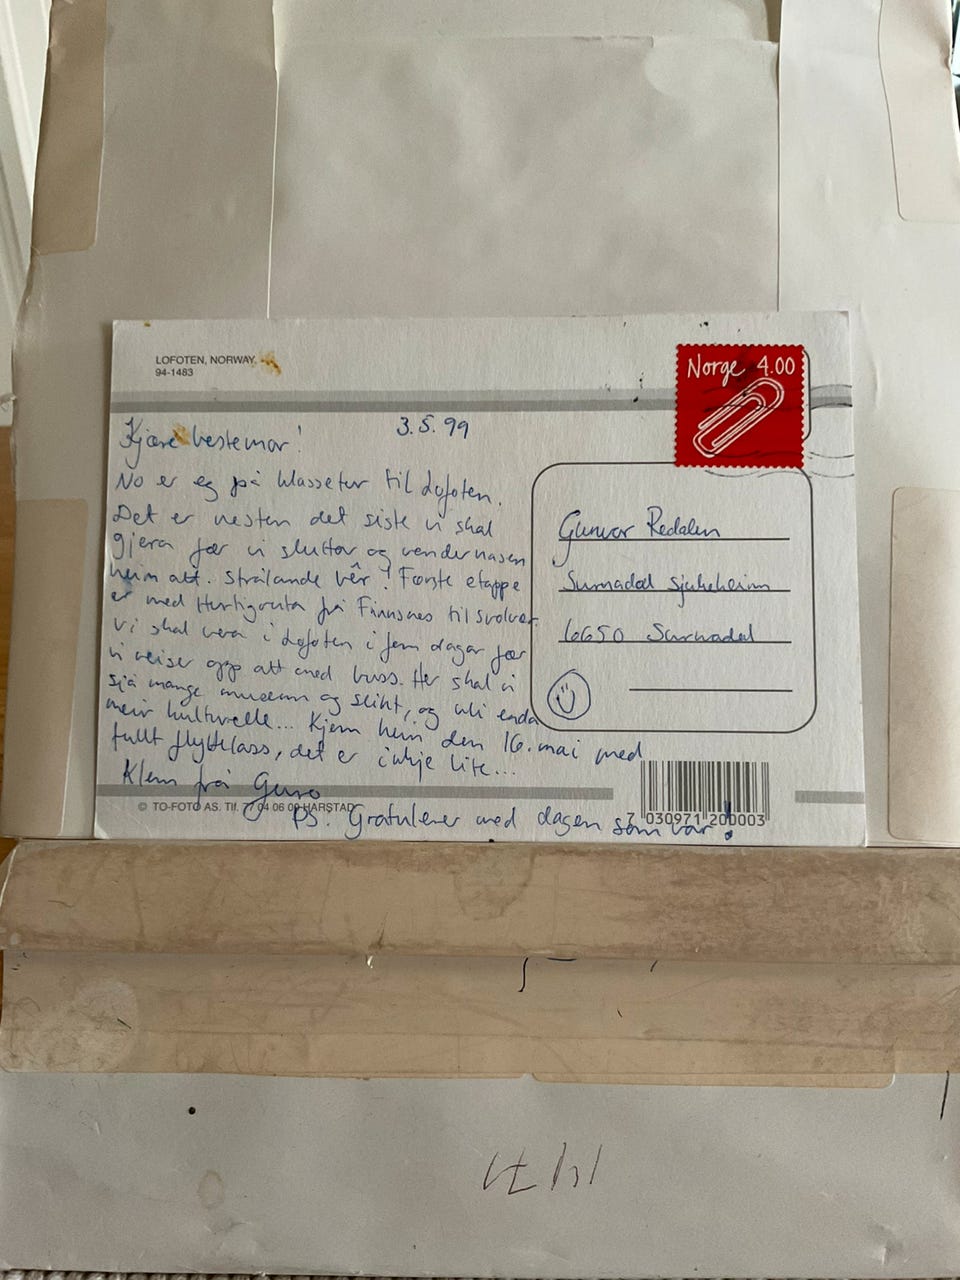 LOFOTEN, NORWAY
94-1483
Norge 4.00
3.5.99
Kjære bestemor!
No er eg på klassetur til Lofoten.
Det er nesten det siste vi skal
gjera før vi sluttar og vender nasen
heim att. Strålande vêr! Første etappe
er med Hurtigruta frå Finnsnes til Svolvær.
Vi skal vera i Lofoten i fem dagar før
vi reiser opp att med buss. Her skal vi
sjå mange museum og slikt, og bli enda
meir kulturelle... Kjem heim den 16. mai med
fullt flyttelass, det er ikkje lite...
Klem frå Guro
PS. Gratulerer med dagen som var!
Gunvor Redalen
Surnadal sjukeheim
6650 Surnadal
© TO-FOTO AS. Tlf. 77 04 06 00 HARSTAD
7 030971 200003